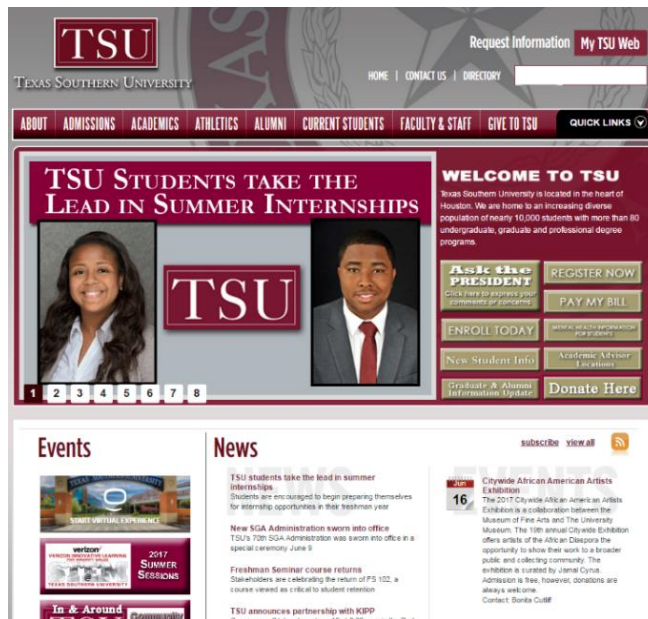 TSU
TEXAS SOUTHERN UNIVERSITY
Request Information
My TSU Web
HOME | CONTACT US | DIRECTORY
ABOUT
ADMISSIONS
ACADEMICS
ATHLETICS
ALUMNI
CURRENT STUDENTS
FACULTY & STAFF
GIVE TO TSU
QUICK LINKS
TSU STUDENTS TAKE THE
LEAD IN SUMMER INTERNSHIPS
TSU
1 2 3 4 5 6 7 8
WELCOME TO TSU
Texas Southern University is located in the heart of
Houston. We are home to an increasing diverse
population of nearly 10,000 students with more than 80
undergraduate, graduate and professional degree
programs.
Ask the
PRESIDENT
Click here to express your
comments or concerns
REGISTER NOW
PAY MY BILL
ENROLL TODAY
MENTAL HEALTH INFORMATION
FOR STUDENTS
New Student Info
Academic Advisor
Locations
Graduate & Alumni
Information Update
Donate Here
Events
TEXAS SOUTHERN UNIVERSITY
START VIRTUAL EXPERIENCE
verizon
VERIZON INNOVATIVE LEARNING
TEXAS SOUTHERN UNIVERSITY
2017
SUMMER
SESSIONS
In & Around
TSU
Community
News
NEWS
TSU students take the lead in summer
internships
Students are encouraged to begin preparing themselves
for internship opportunities in their freshman year
New SGA Administration sworn into office
TSU's 70th SGA Administration was sworn into office in a
special ceremony June 9
Freshman Seminar course returns
Stakeholders are celebrating the return of FS 102, a
course viewed as critical to student retention
TSU announces partnership with KIPP
subscribe view all
EVENTS
Jun
16
Citywide African American Artists
Exhibition
The 2017 Citywide African American Artists
Exhibition is a collaboration between the
Museum of Fine Arts and The University
Museum. The 19th annual Citywide Exhibition
offers artists of the African Diaspora the
opportunity to show their work to a broader
public and collecting community. The
exhibition is curated by Jamal Cyrus.
Admission is free, however, donations are
always welcome.
Contact: Bonita Cutliff